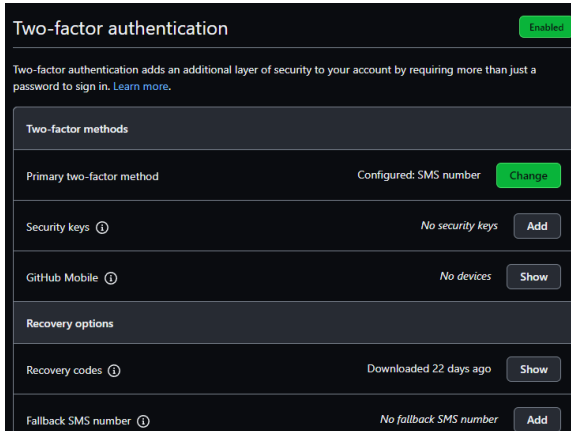 Two-factor authentication
Enabled
Two-factor authentication adds an additional layer of security to your account by requiring more than just a
password to sign in. Learn more.
Two-factor methods
Primary two-factor method Configured: SMS number Change
Security keys No security keys Add
GitHub Mobile No devices Show
Recovery options
Recovery codes Downloaded 22 days ago Show
Fallback SMS number No fallback SMS number Add